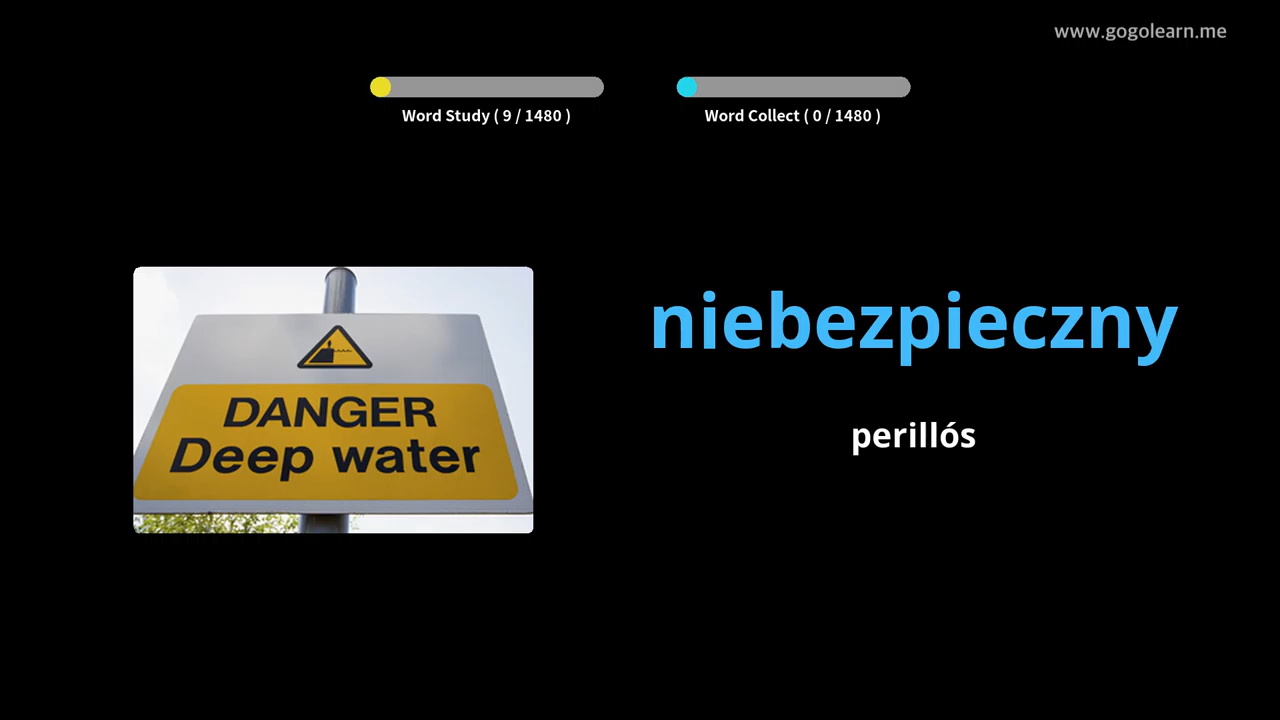 www.gogolearn.me
Word Study ( 9 / 1480 )
Word Collect ( 0 / 1480 )
DANGER
Deep water
niebezpieczny
perillós